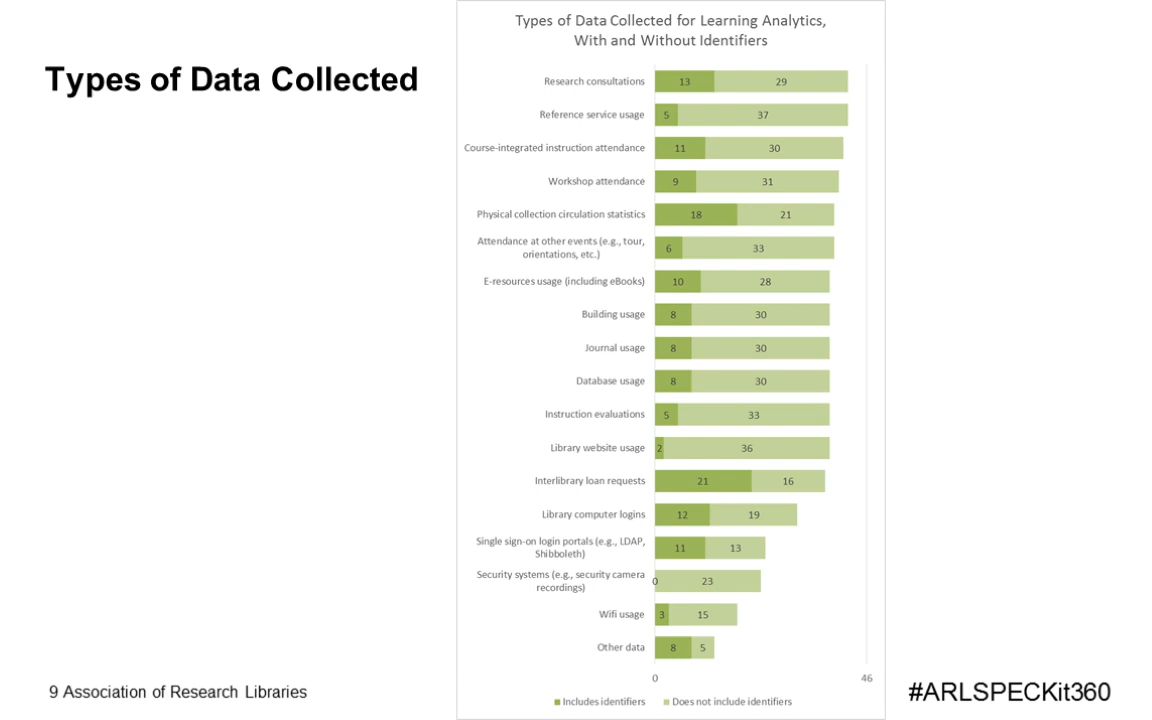 Types of Data Collected
Types of Data Collected for Learning Analytics,
With and Without Identifiers
Research consultations 13 29
Reference service usage 5 37
Course-integrated instruction attendance 11 30
Workshop attendance 9 31
Physical collection circulation statistics 18 21
Attendance at other events (e.g., tour,
orientations, etc.) 6 33
E-resources usage (including eBooks) 10 28
Building usage 8 30
Journal usage 8 30
Database usage 8 30
Instruction evaluations 5 33
Library website usage 2 36
Interlibrary loan requests 21 16
Library computer logins 12 19
Single sign-on login portals (e.g., LDAP,
Shibboleth) 11 13
Security systems (e.g., security camera
recordings) 0 23
Wifi usage 3 15
Other data 8 5
0 46
Includes identifiers Does not include identifiers
9 Association of Research Libraries
#ARLSPECKit360